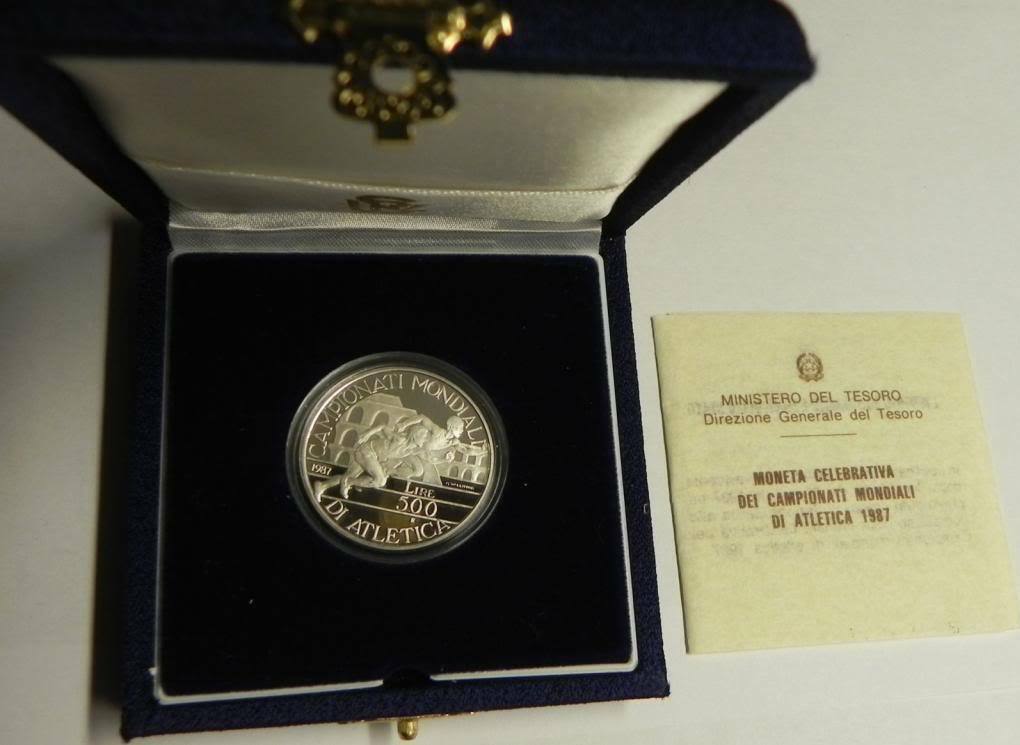 CAMPIONATI MONDIALI
1987
LIRE
500
R
DI ATLETICA
MINISTERO DEL TESORO
Direzione Generale del Tesoro
MONETA CELEBRATIVA
DEI CAMPIONATI MONDIALI
DI ATLETICA 1987